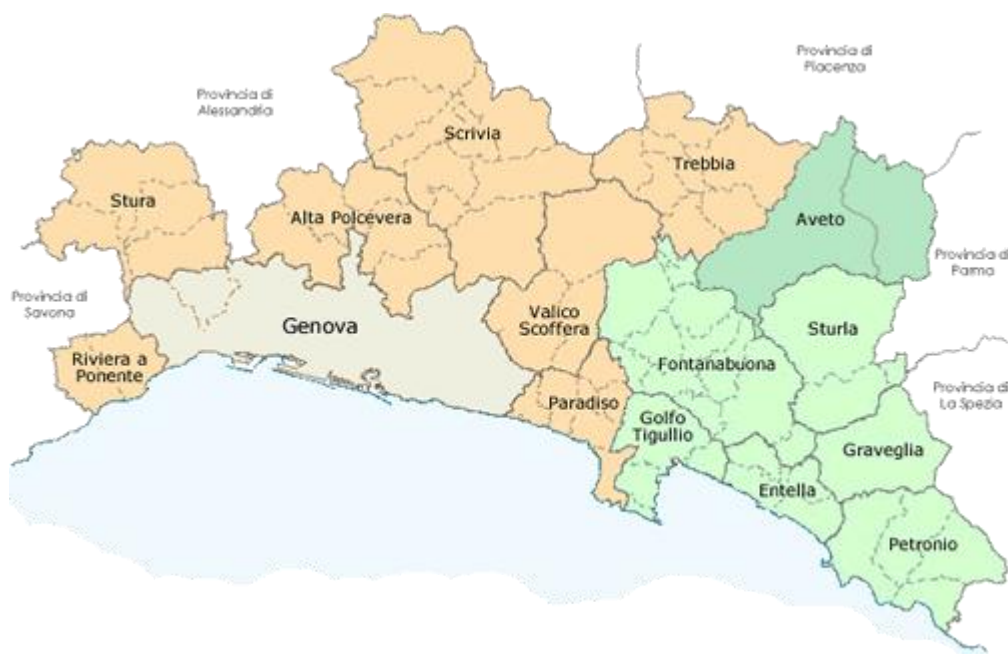 Provincia di
Piacenza
Provincia di
Alessandria
Scrivia
Trebbia
Stura
Alta Polcevera
Aveto
Provincia di
Parma
Provincia di
Savona
Genova
Valico
Scoffera
Sturla
Riviera a
Ponente
Fontanabuona
Provincia di
La Spezia
Paradiso
Golfo
Tigullio
Graveglia
Entella
Petronio